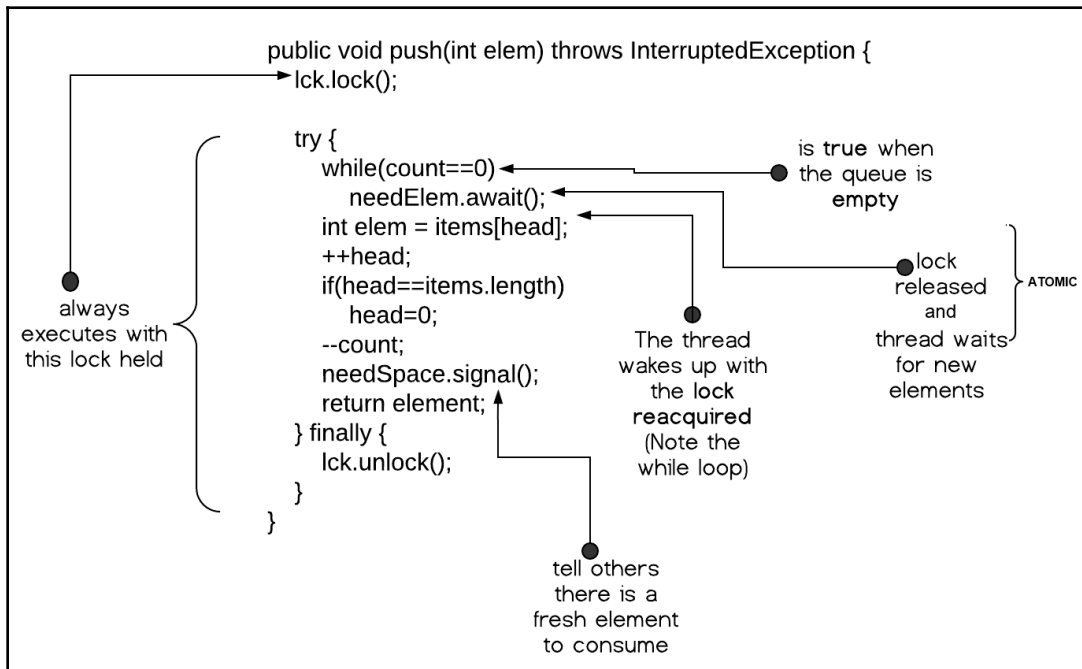 public void push(int elem) throws InterruptedException {
lck.lock();
try {
while(count==0)
needElem.await();
int elem = items[head];
++head;
if(head==items.length)
head=0;
--count;
needSpace.signal();
return element;
} finally {
lck.unlock();
}
}
always
executes with
this lock held
is true when
the queue is
empty
lock
released
and
thread waits
for new
elements
ATOMIC
The thread
wakes up with
the lock
reacquired
(Note the
while loop)
tell others
there is a
fresh element
to consume